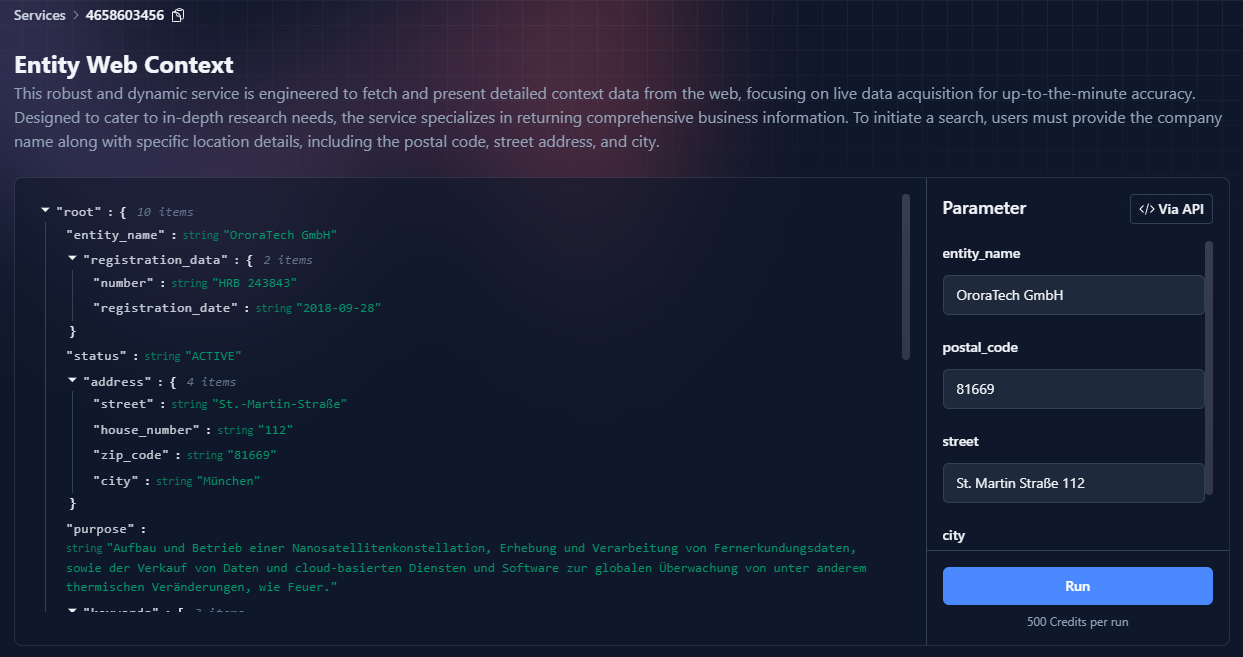 Services > 4658603456
Entity Web Context
This robust and dynamic service is engineered to fetch and present detailed context data from the web, focusing on live data acquisition for up-to-the-minute accuracy.
Designed to cater to in-depth research needs, the service specializes in returning comprehensive business information. To initiate a search, users must provide the company
name along with specific location details, including the postal code, street address, and city.
"root" : { 10 items
"entity_name" : string "OroraTech GmbH"
"registration_data" : { 2 items
"number" : string "HRB 243843"
"registration_date" : string "2018-09-28"
}
"status" : string "ACTIVE"
"address" : { 4 items
"street" : string "St.-Martin-Straße"
"house_number" : string "112"
"zip_code" : string "81669"
"city" : string "München"
}
"purpose" :
string "Aufbau und Betrieb einer Nanosatellitenkonstellation, Erhebung und Verarbeitung von Fernerkundungsdaten,
sowie der Verkauf von Daten und cloud-basierten Diensten und Software zur globalen Überwachung von unter anderem
thermischen Veränderungen, wie Feuer."
Parameter
</> Via API
entity_name
OroraTech GmbH
postal_code
81669
street
St. Martin Straße 112
city
Run
500 Credits per run